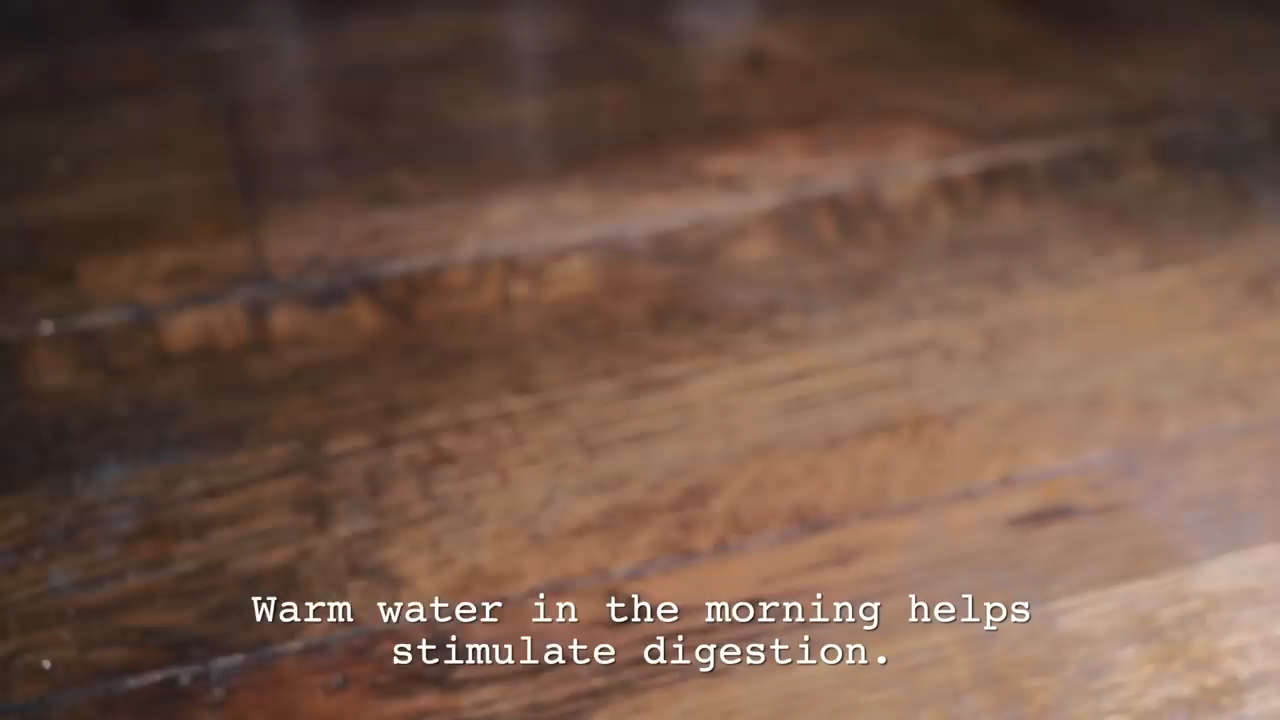 Warm water in the morning helps
stimulate digestion.